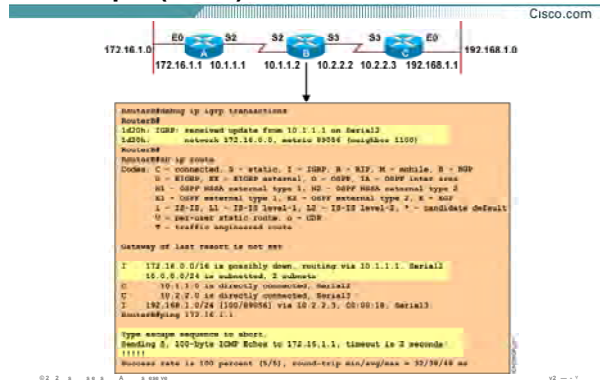 Cisco.com
E0 S2 S2 S3 S3 E0
172.16.1.0 A B C 192.168.1.0
172.16.1.1 10.1.1.1 10.1.1.2 10.2.2.2 10.2.2.3 192.168.1.1
RouterB#debug ip igrp transactions
RouterB#
1d20h: IGRP: received update from 10.1.1.1 on Serial2
1d20h: network 172.16.0.0, metric 89056 (neighbor 1100)
RouterB#
RouterB#sh ip route
Codes: C - connected, S - static, I - IGRP, R - RIP, M - mobile, B - BGP
D - EIGRP, EX - EIGRP external, O - OSPF, IA - OSPF inter area
N1 - OSPF NSSA external type 1, N2 - OSPF NSSA external type 2
E1 - OSPF external type 1, E2 - OSPF external type 2, E - EGP
i - IS-IS, L1 - IS-IS level-1, L2 - IS-IS level-2, * - candidate default
U - per-user static route, o - ODR
T - traffic engineered route
Gateway of last resort is not set
I 172.16.0.0/16 is possibly down, routing via 10.1.1.1, Serial2
10.0.0.0/24 is subnetted, 2 subnets
C 10.1.1.0 is directly connected, Serial2
C 10.2.2.0 is directly connected, Serial3
I 192.168.1.0/24 [100/89056] via 10.2.2.3, 00:00:18, Serial3
RouterB#ping 172.16.1.1
Type escape sequence to abort.
Sending 5, 100-byte ICMP Echos to 172.16.1.1, timeout is 2 seconds:
!!!!!
Success rate is 100 percent (5/5), round-trip min/avg/max = 32/38/48 ms